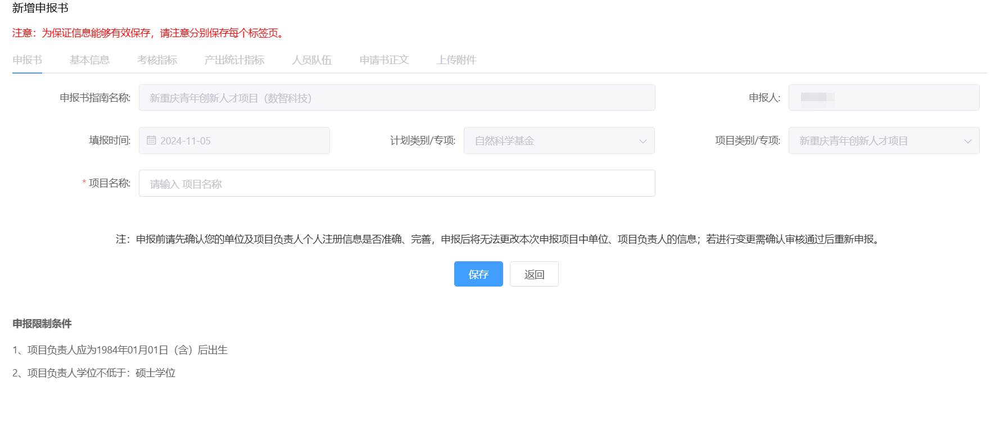 新增申报书
注意：为保证信息能够有效保存，请注意分别保存每个标签页。
申报书 基本信息 考核指标 产出统计指标 人员队伍 申请书正文 上传附件
申报书指南名称: 新重庆青年创新人才项目（数智科技） 申报人:
填报时间: 2024-11-05 计划类别/专项: 自然科学基金 项目类别/专项: 新重庆青年创新人才项目
* 项目名称: 请输入 项目名称
注：申报前请先确认您的单位及项目负责人个人注册信息是否准确、完善，申报后将无法更改本次申报项目中单位、项目负责人的信息；若进行变更需确认审核通过后重新申报。
保存 返回
申报限制条件
1、项目负责人应为1984年01月01日（含）后出生
2、项目负责人学位不低于：硕士学位